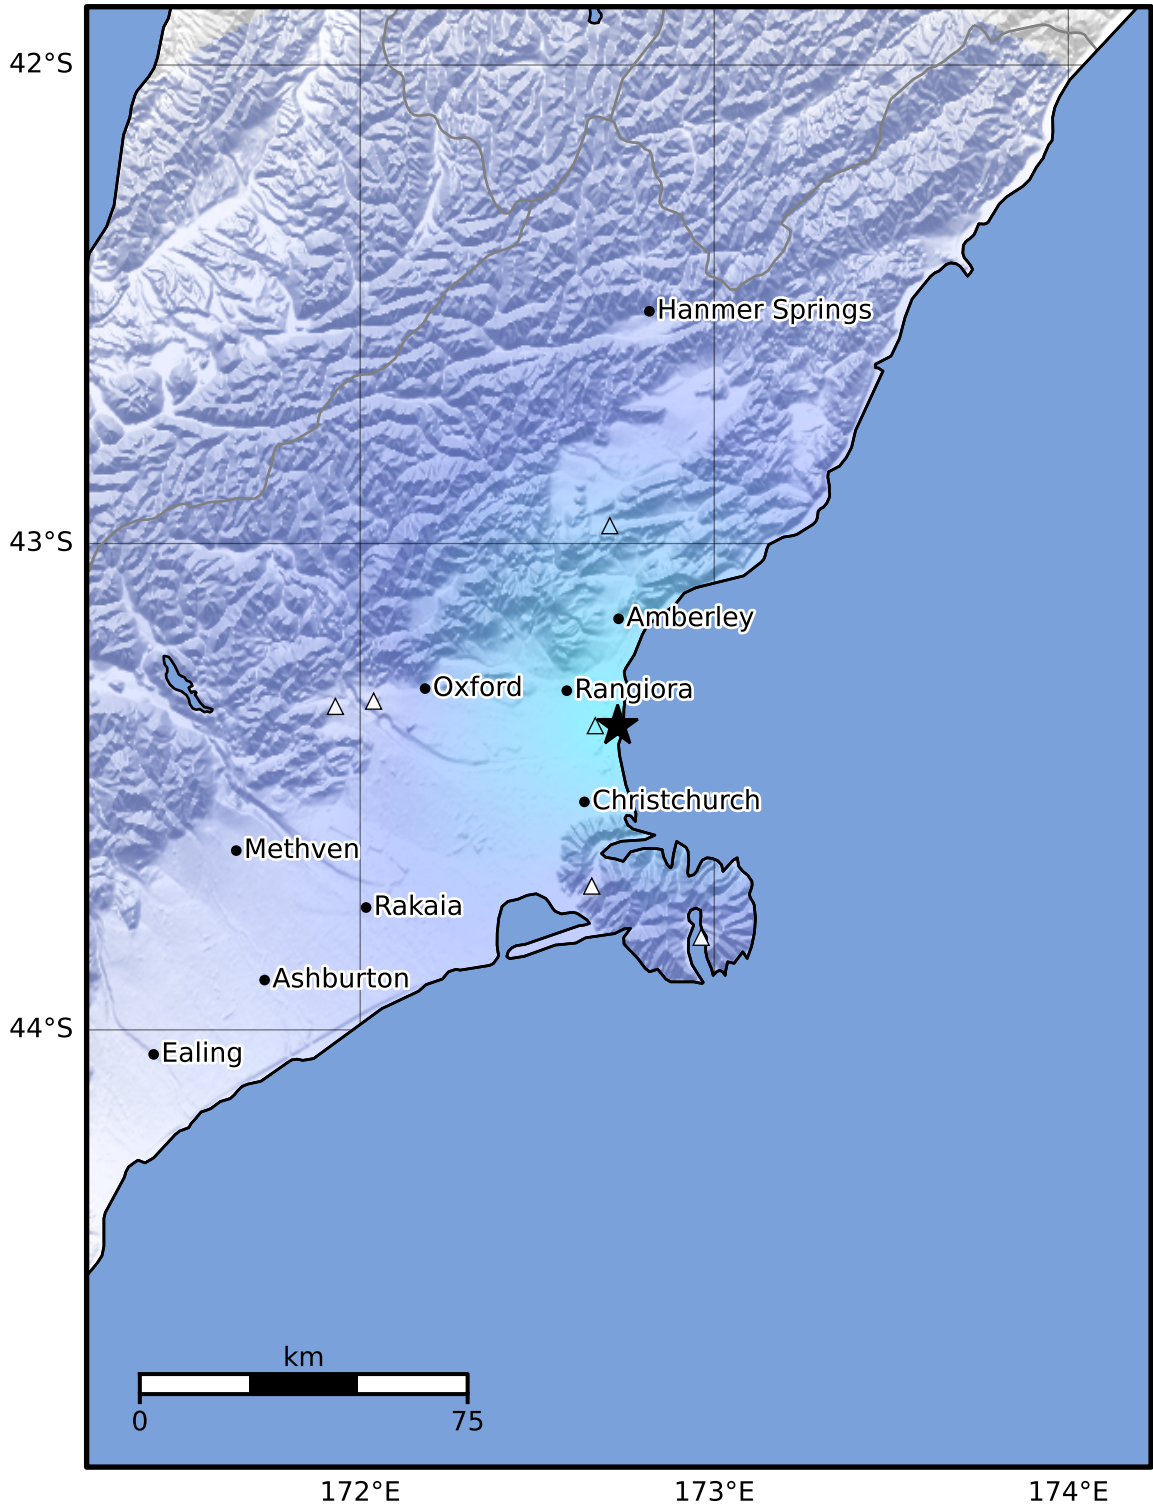 42°S
Hanmer Springs
43°S
Amberley
Oxford
Rangiora
Christchurch
Methven
Rakaia
Ashburton
44°S
Ealing
km
0
75
172°E
173°E
174°E